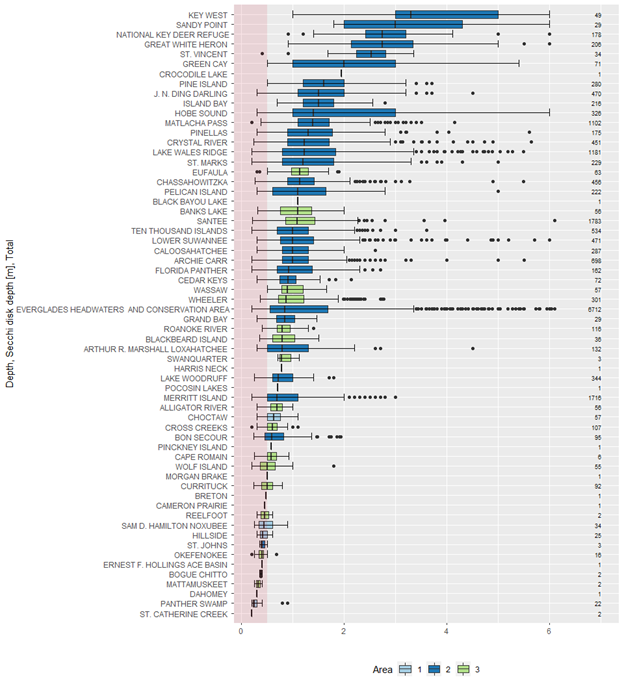 KEY WEST 49
SANDY POINT 29
NATIONAL KEY DEER REFUGE 178
GREAT WHITE HERON 206
ST. VINCENT 34
GREEN CAY 71
CROCODILE LAKE 1
PINE ISLAND 280
J. N. DING DARLING 470
ISLAND BAY 216
HOBE SOUND 326
MATLACHA PASS 1102
PINELLAS 175
CRYSTAL RIVER 451
LAKE WALES RIDGE 1181
ST. MARKS 229
EUFAULA 63
CHASSAHOWITZKA 456
PELICAN ISLAND 222
BLACK BAYOU LAKE 1
BANKS LAKE 56
SANTEE 1783
TEN THOUSAND ISLANDS 534
LOWER SUWANNEE 471
CALOOSAHATCHEE 287
ARCHIE CARR 698
FLORIDA PANTHER 162
CEDAR KEYS 72
WASSAW 57
WHEELER 301
EVERGLADES HEADWATERS AND CONSERVATION AREA 6712
GRAND BAY 29
ROANOKE RIVER 116
BLACKBEARD ISLAND 36
ARTHUR R. MARSHALL LOXAHATCHEE 132
SWANQUARTER 3
HARRIS NECK 1
LAKE WOODRUFF 344
POCOSIN LAKES 1
MERRITT ISLAND 1716
ALLIGATOR RIVER 56
CHOCTAW 57
CROSS CREEKS 107
BON SECOUR 95
PINCKNEY ISLAND 1
CAPE ROMAIN 6
WOLF ISLAND 55
MORGAN BRAKE 1
CURRITUCK 92
BRETON 1
CAMERON PRAIRIE 1
REELFOOT 2
SAM D. HAMILTON NOXUBEE 34
HILLSIDE 25
ST. JOHNS 3
OKEFENOKEE 16
ERNEST F. HOLLINGS ACE BASIN 1
BOGUE CHITTO 2
MATTAMUSKEET 2
DAHOMEY 1
PANTHER SWAMP 22
ST. CATHERINE CREEK 2
Depth, Secchi disk depth [m], Total
0 2 4 6
Area 1 2 3